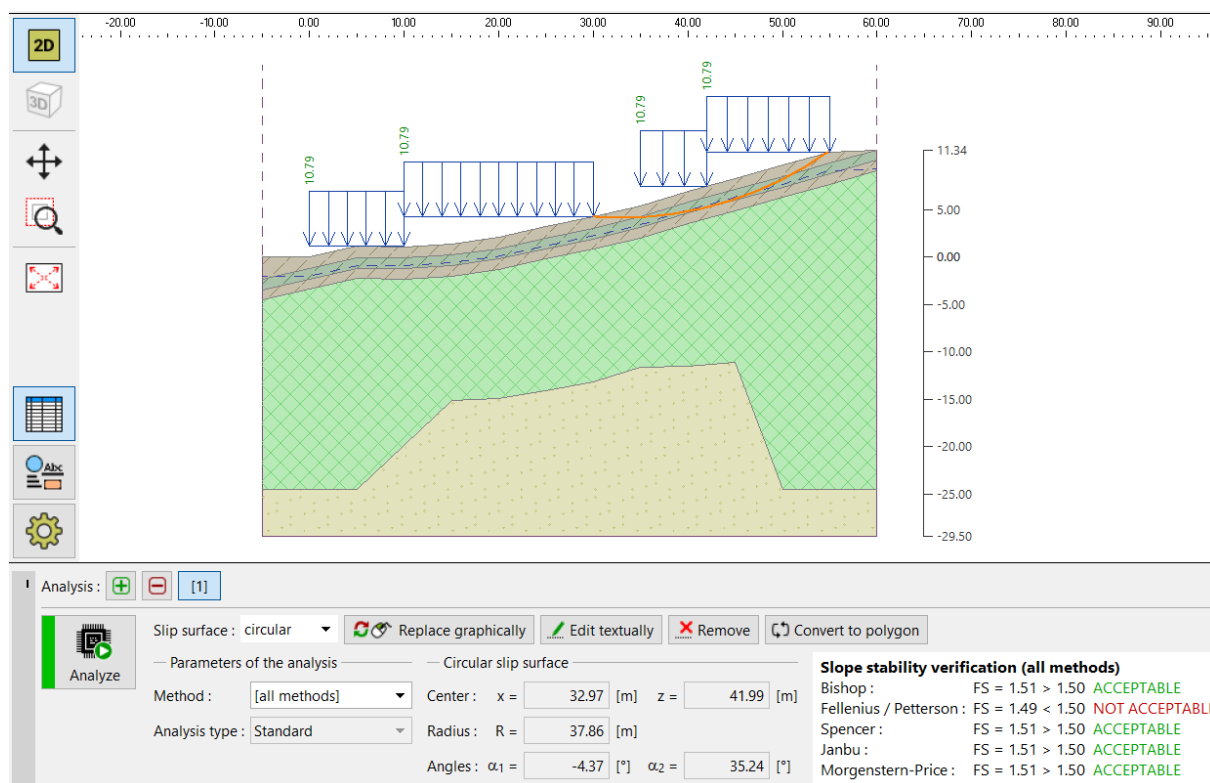 -20.00 -10.00 0.00 10.00 20.00 30.00 40.00 50.00 60.00 70.00 80.00 90.00
2D
3D
10.79
10.79
10.79
10.79
11.34
5.00
0.00
-5.00
-10.00
-15.00
-20.00
-25.00
-29.50
Abc
Analysis : [1]
Analyze
Slip surface : circular Replace graphically Edit textually Remove Convert to polygon
Parameters of the analysis
Method : [all methods]
Analysis type : Standard
Circular slip surface
Center : x = 32.97 [m] z = 41.99 [m]
Radius : R = 37.86 [m]
Angles : α1 = -4.37 [°] α2 = 35.24 [°]
Slope stability verification (all methods)
Bishop : FS = 1.51 > 1.50 ACCEPTABLE
Fellenius / Petterson : FS = 1.49 < 1.50 NOT ACCEPTABLE
Spencer : FS = 1.51 > 1.50 ACCEPTABLE
Janbu : FS = 1.51 > 1.50 ACCEPTABLE
Morgenstern-Price : FS = 1.51 > 1.50 ACCEPTABLE